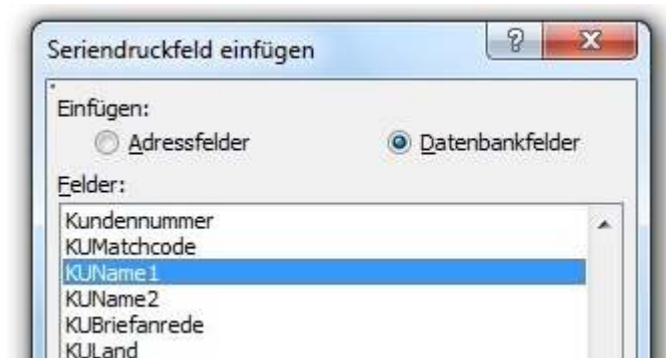 Seriendruckfeld einfügen
Einfügen:
Adressfelder Datenbankfelder
Felder:
Kundennummer
KUMatchcode
KUName1
KUName2
KUBriefanrede
KULand